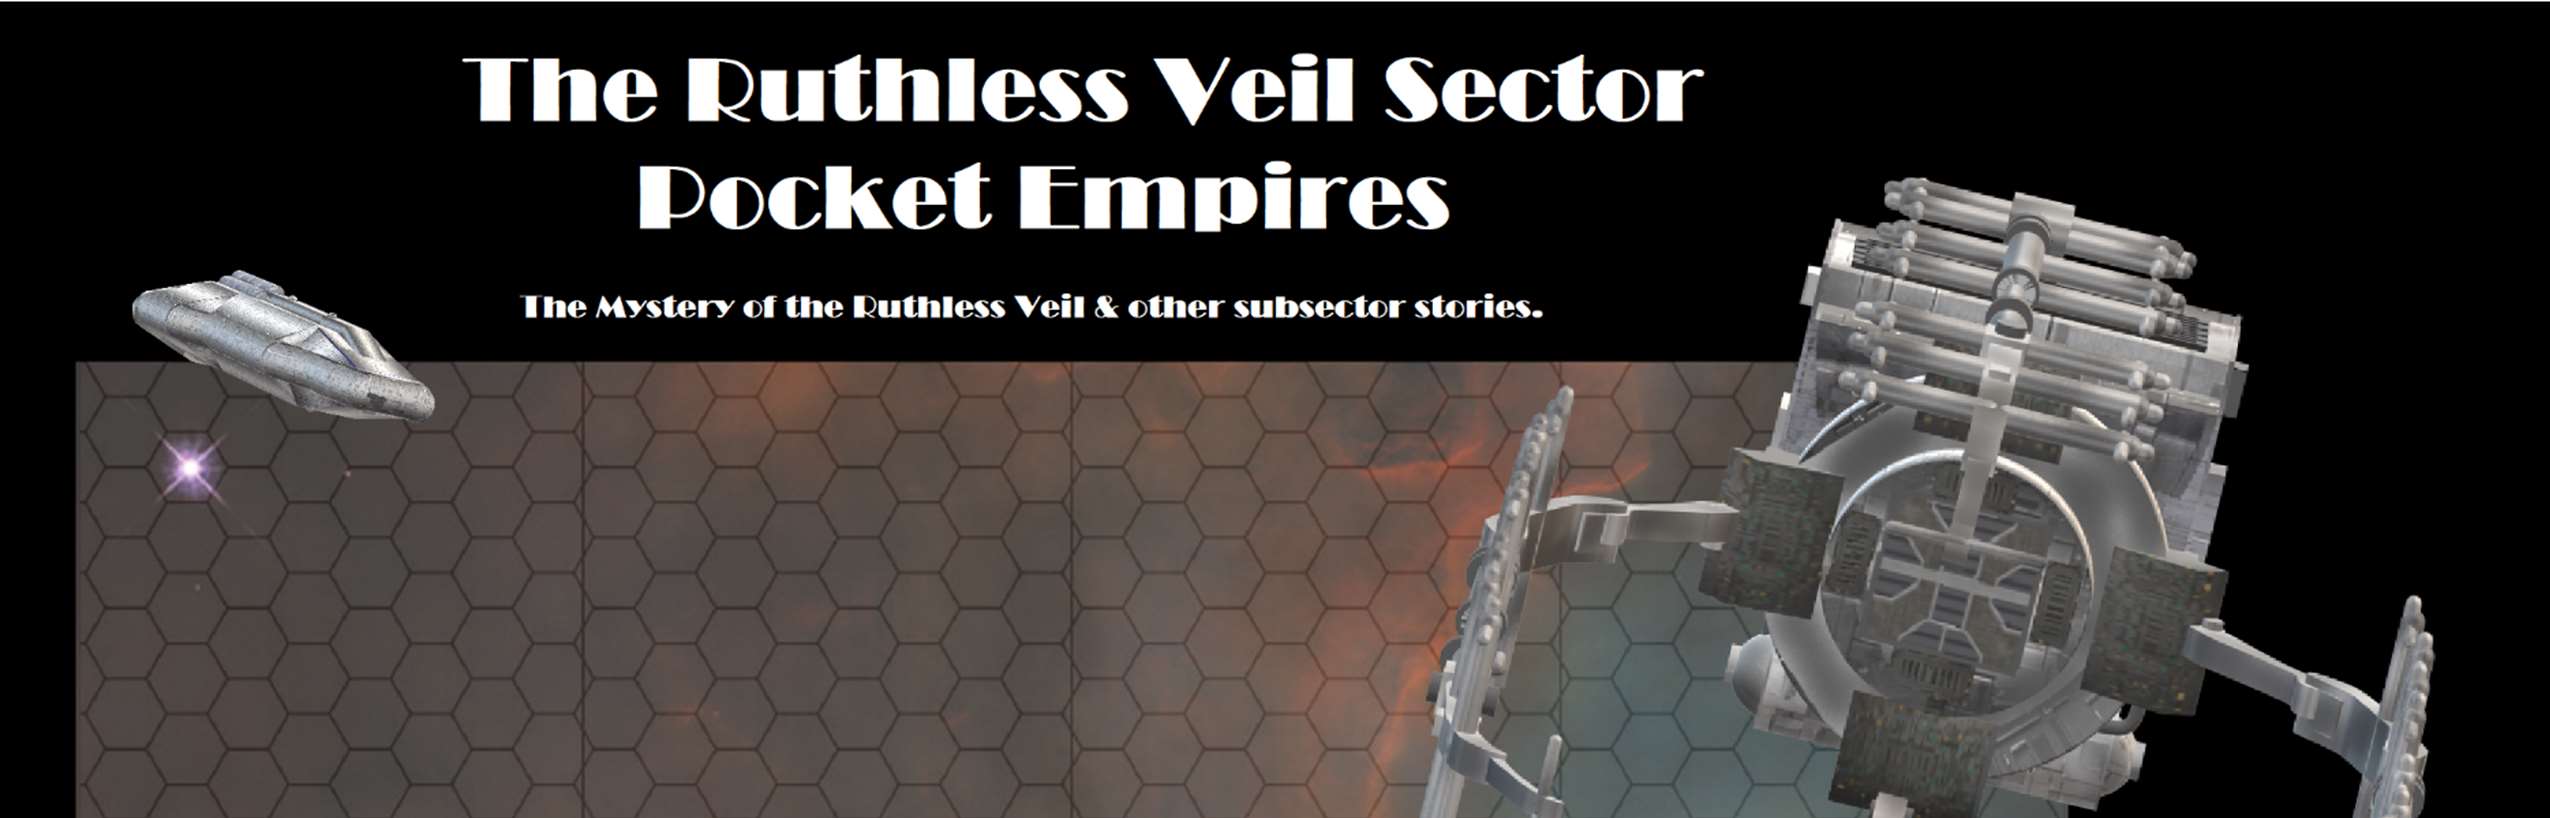 The Ruthless Veil Sector
Pocket Empires
The Mystery of the Ruthless Veil & other subsector stories.